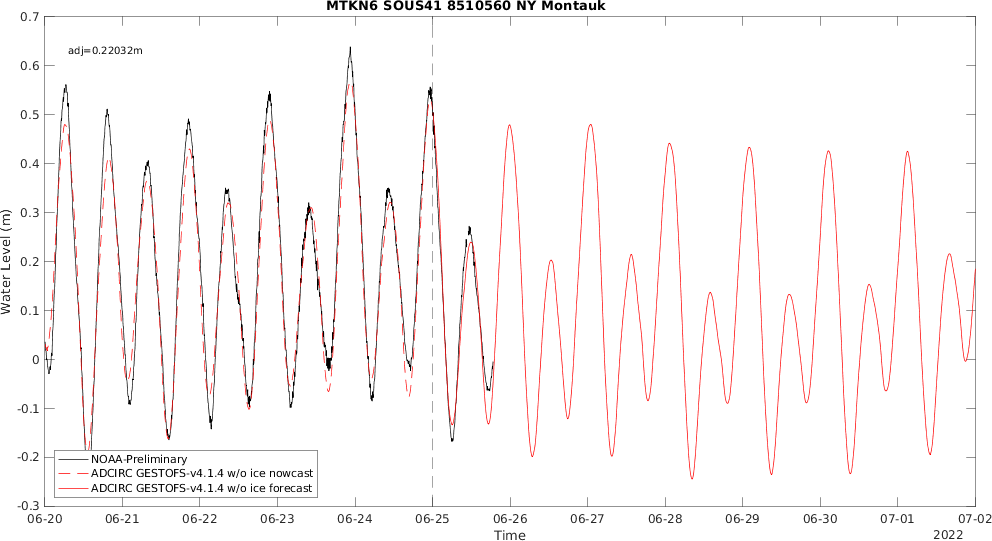 MTKN6 SOUS41 8510560 NY Montauk
adj=0.22032m
Water Level (m)
0.7
0.6
0.5
0.4
0.3
0.2
0.1
0
-0.1
-0.2
-0.3
NOAA-Preliminary
ADCIRC GESTOFS-v4.1.4 w/o ice nowcast
ADCIRC GESTOFS-v4.1.4 w/o ice forecast
06-20 06-21 06-22 06-23 06-24 06-25 06-26 06-27 06-28 06-29 06-30 07-01 07-02
Time
2022